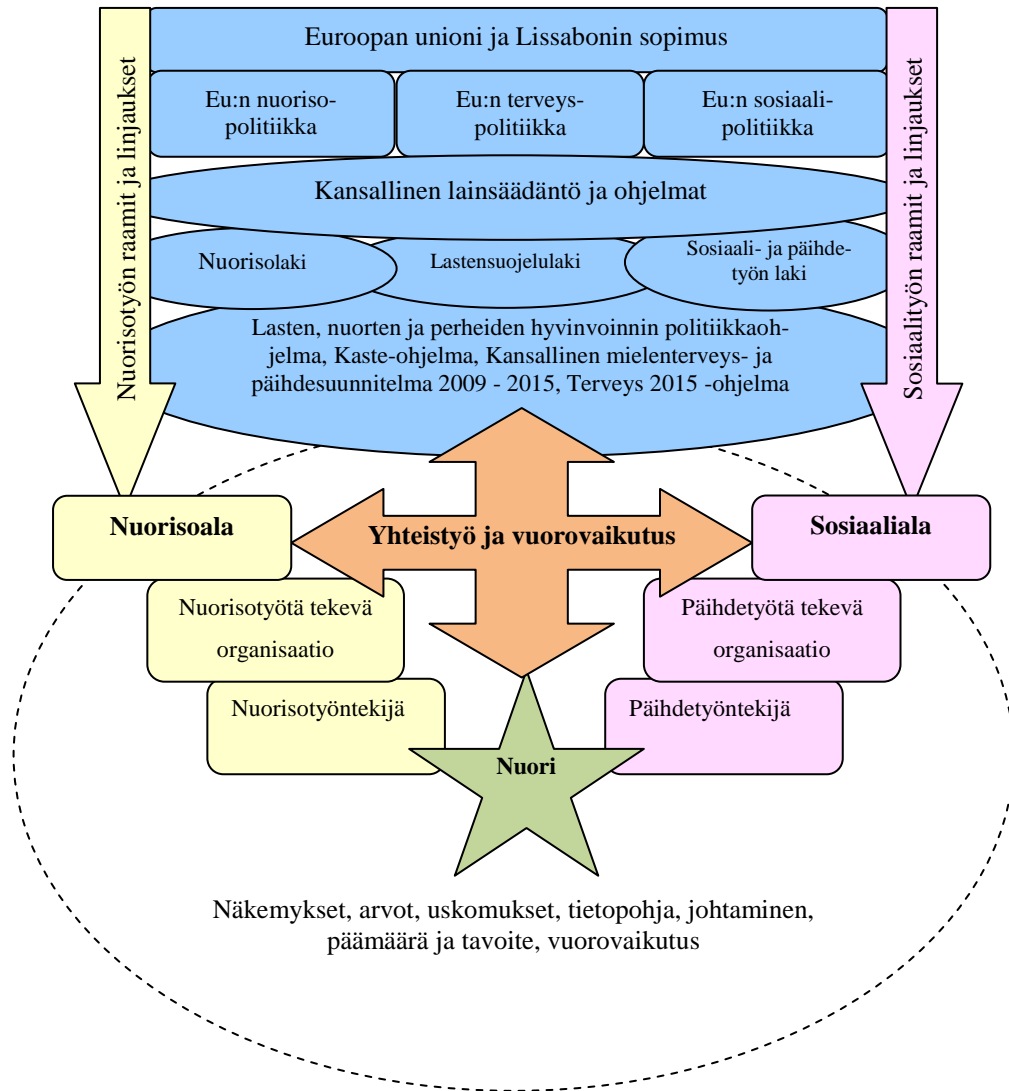 Euroopan unioni ja Lissabonin sopimus
Nuorisotyön raamit ja linjaukset
Sosiaalityön raamit ja linjaukset
Eu:n nuoriso-
politiikka
Eu:n terveys-
politiikka
Eu:n sosiaali-
politiikka
Kansallinen lainsäädäntö ja ohjelmat
Nuorisolaki
Lastensuojelulaki
Sosiaali- ja päihde-
työn laki
Lasten, nuorten ja perheiden hyvinvoinnin politiikkaoh-
jelma, Kaste-ohjelma, Kansallinen mielenterveys- ja
päihdesuunnitelma 2009 - 2015, Terveys 2015 -ohjelma
Nuorisoala
Yhteistyö ja vuorovaikutus
Sosiaaliala
Nuorisotyötä tekevä
organisaatio
Päihdetyötä tekevä
organisaatio
Nuorisotyöntekijä
Päihdetyöntekijä
Nuori
Näkemykset, arvot, uskomukset, tietopohja, johtaminen,
päämäärä ja tavoite, vuorovaikutus